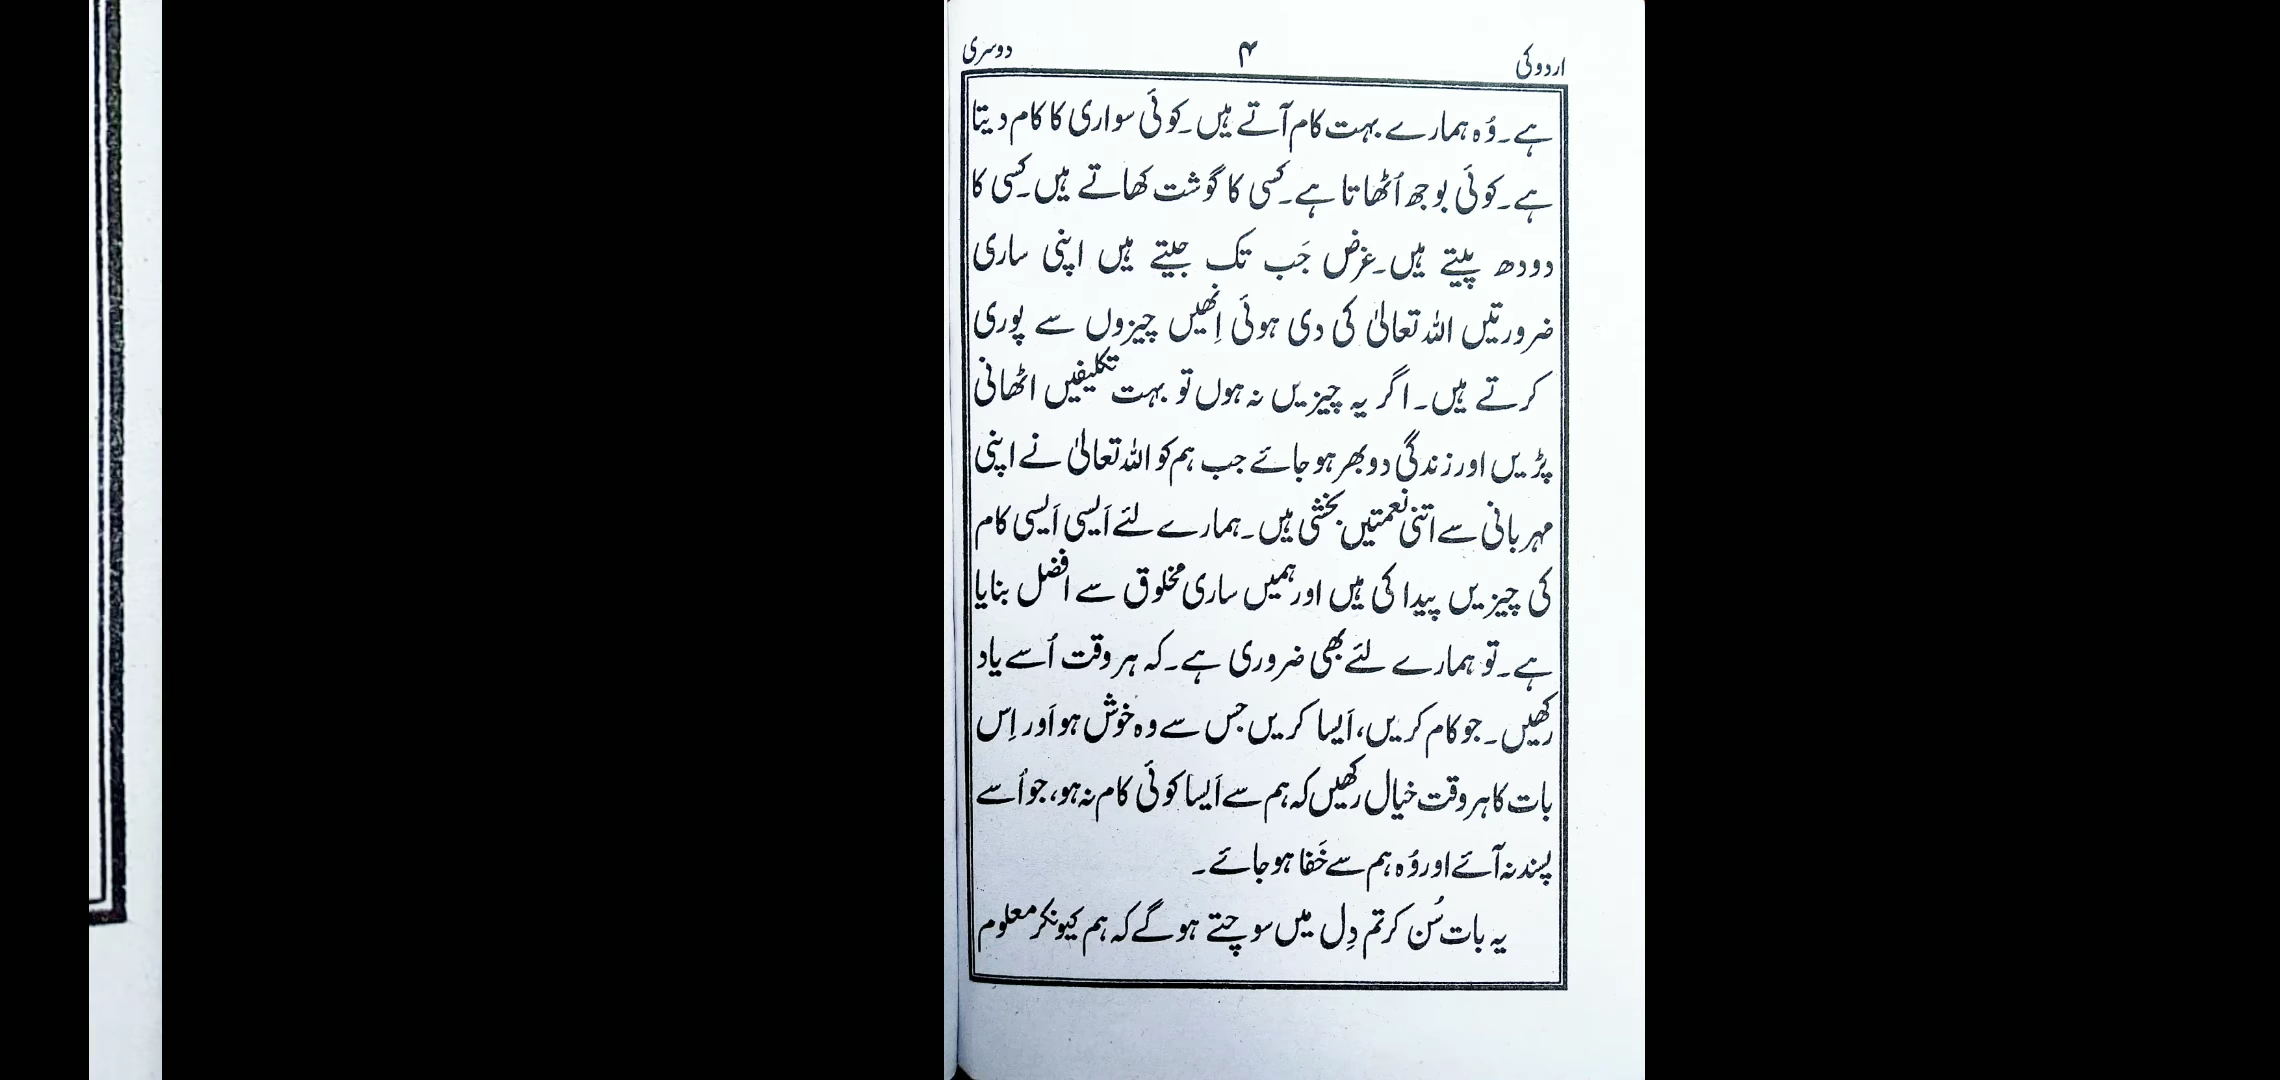 اردو کی ۴ دوسری
ہے۔ وُہ ہمارے بہت کام آتے ہیں۔ کوئی سواری کا کام دیتا
ہے۔ کوئی بوجھ اُٹھاتا ہے۔ کسی کا گوشت کھاتے ہیں۔ کسی کا
دودھ پیتے ہیں۔ غرض جَب تک جیتے ہیں اپنی ساری
ضرورتیں اللہ تعالیٰ کی دی ہوئی اِنھیں چیزوں سے پوری
کرتے ہیں۔ اگر یہ چیزیں نہ ہوں تو بہت تکلیفیں اٹھانی
پڑیں اور زندگی دوبھر ہو جائے جب ہم کو اللہ تعالیٰ نے اپنی
مہربانی سے اتنی نعمتیں بخشی ہیں۔ ہمارے لئے اَیسی اَیسی کام
کی چیزیں پیدا کی ہیں اور ہمیں ساری مخلوق سے افضل بنایا
ہے۔ تو ہمارے لئے بھی ضروری ہے۔ کہ ہر وقت اُسے یاد
رکھیں۔ جو کام کریں، اَیسا کریں جس سے وہ خوش ہو اَور اِس
بات کا ہر وقت خیال رکھیں کہ ہم سے اَیسا کوئی کام نہ ہو، جو اُسے
پسند نہ آئے اور وُہ ہم سے خَفا ہو جائے۔
یہ بات سُن کر تم دِل میں سوچتے ہو گے کہ ہم کیونکر معلوم